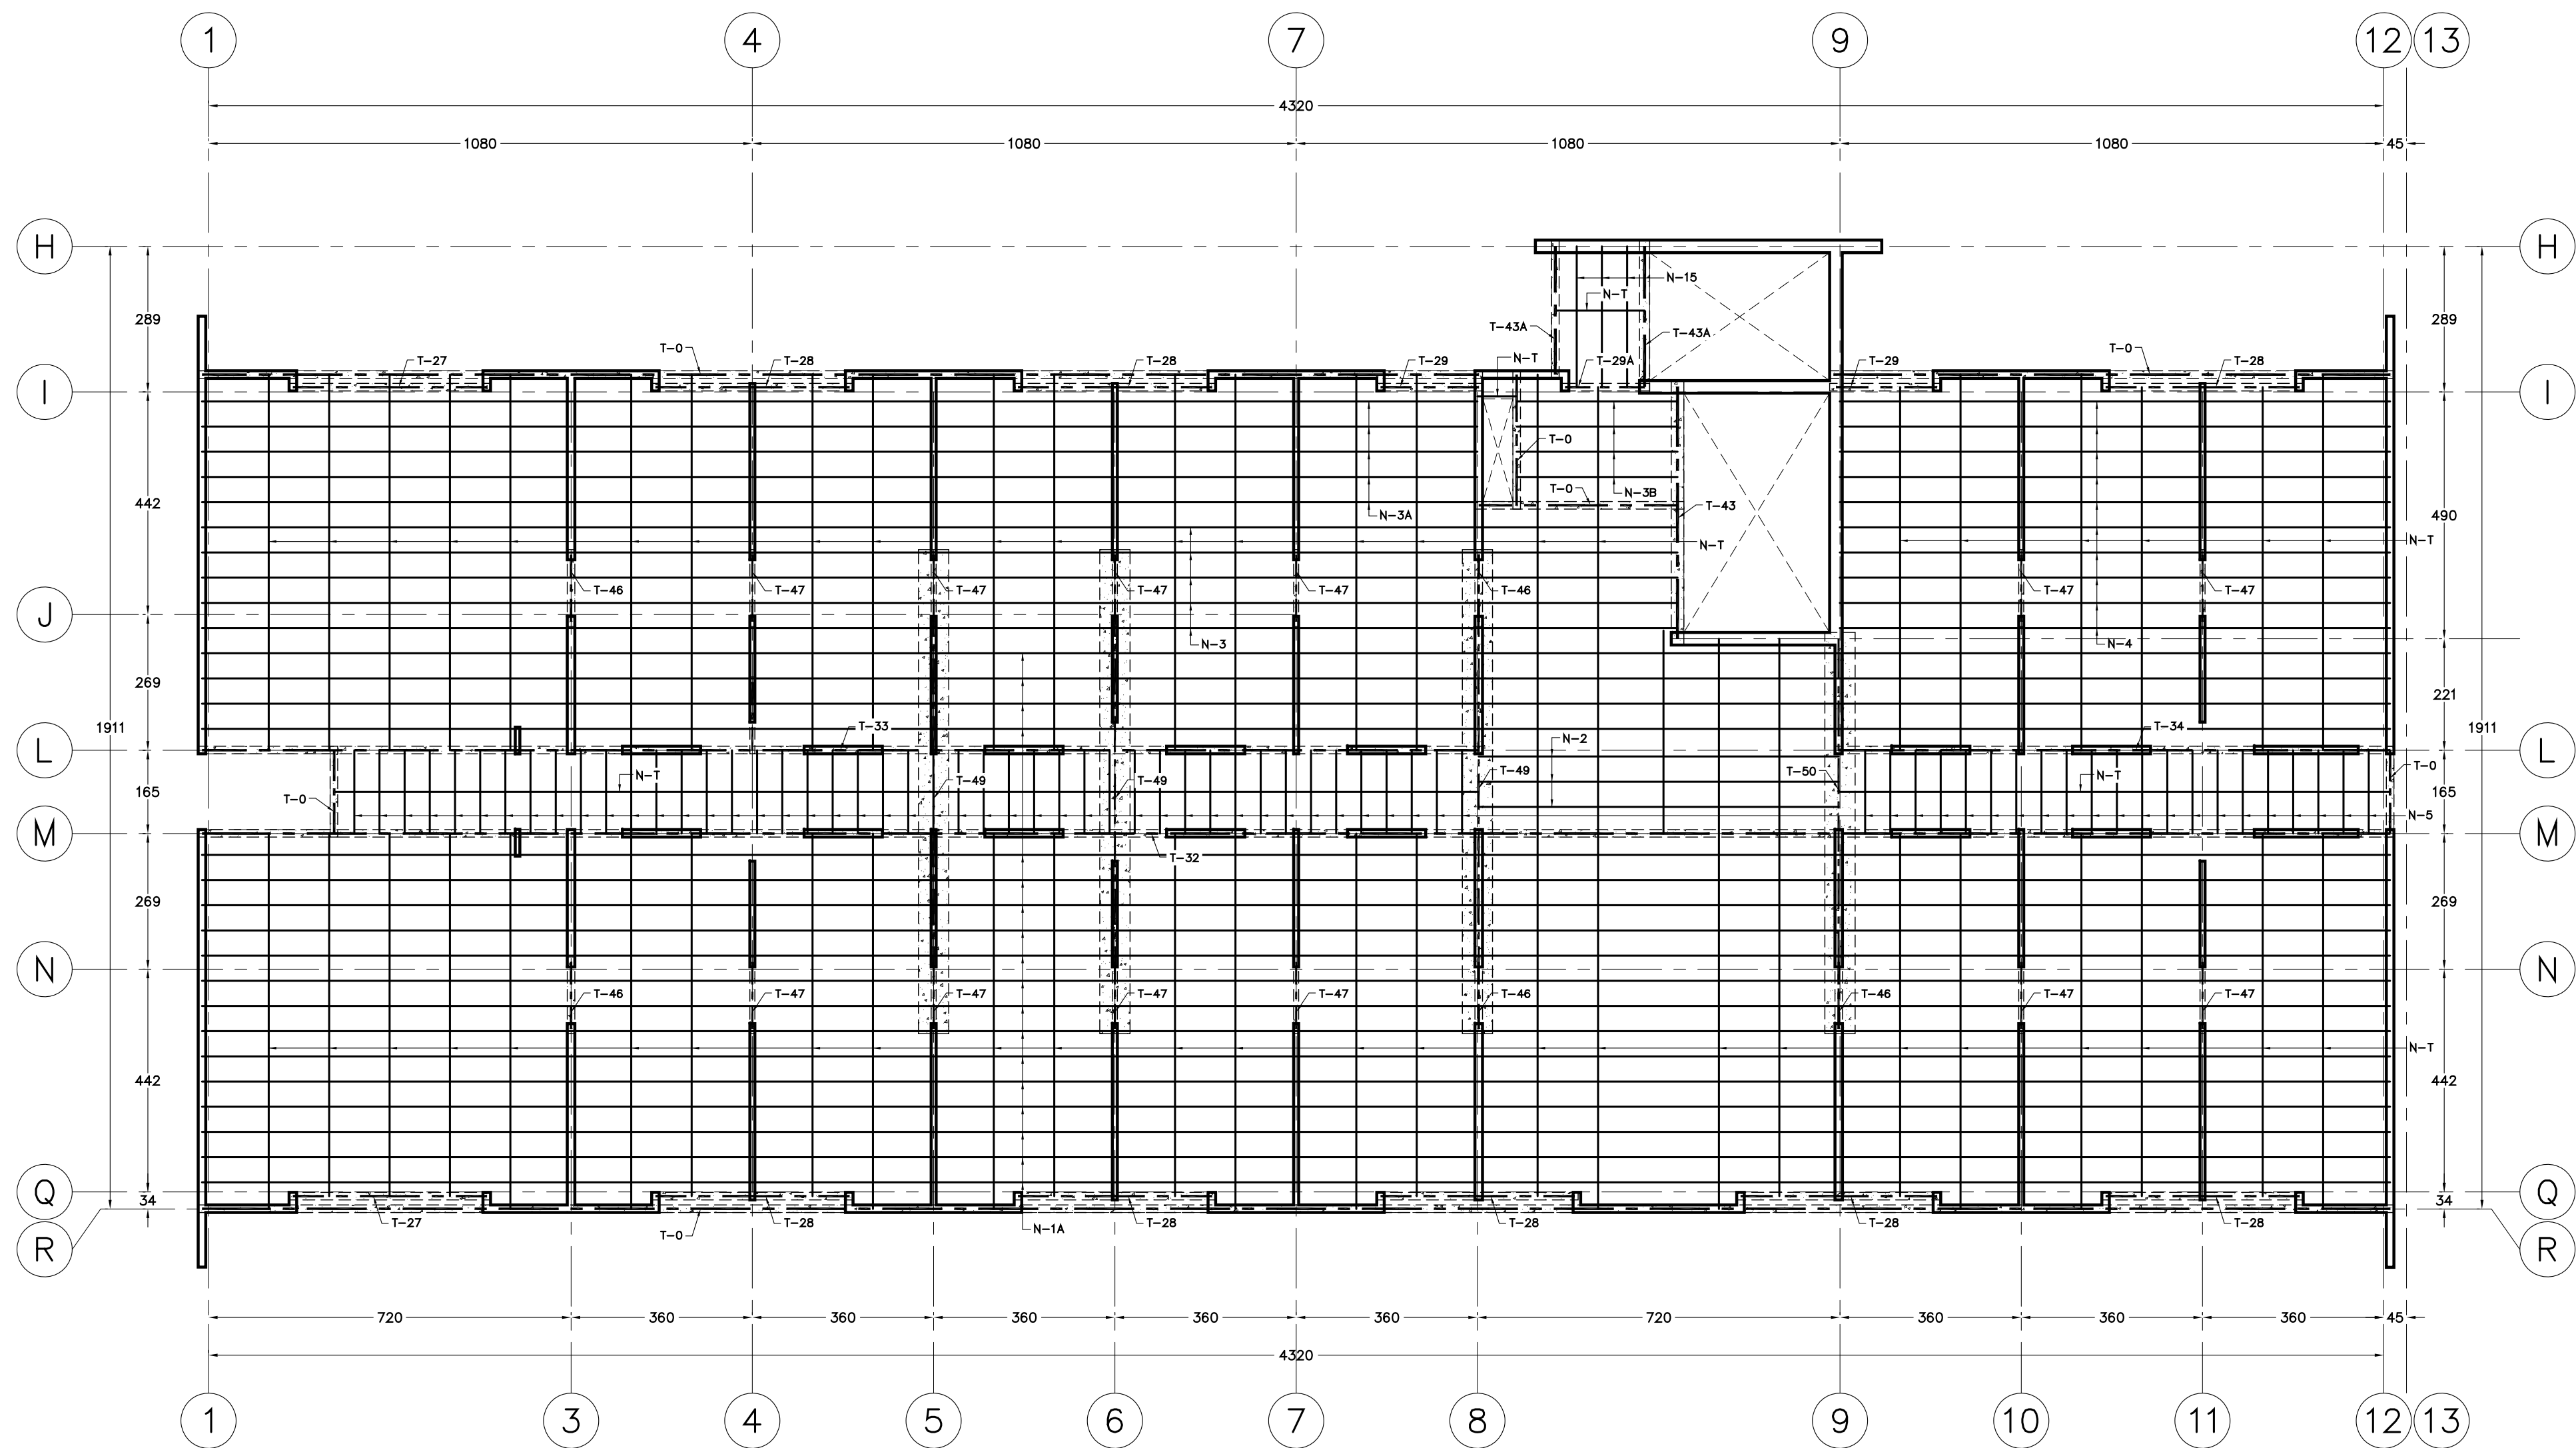 1 4 7 9 12 13
4320
1080 1080 1080 1080 45
H H
N-15
N-T
289 T-43A T-43A 289
T-27 T-0 T-28 T-28 T-29 N-T T-29A T-29 T-0 T-28
I I
T-0
442 T-0 N-3B 490
N-3A T-43
N-T N-T
T-46 T-47 T-47 T-47 T-47 T-46 T-47 T-47
J J
N-3 N-4
269 221
1911 T-33 T-34 1911
N-2
L L
T-49 T-49 T-49 T-50 T-0
N-T N-T
165 T-0 165
N-5
M M
T-32
269 269
N N
T-46 T-47 T-47 T-47 T-47 T-46 T-46 T-47 T-47
N-T
442 442
Q Q
34 34
T-27 T-28 T-28 T-28 T-28 T-28
T-0 N-1A
R R
720 360 360 360 360 360 720 360 360 360 45
4320
1 3 4 5 6 7 8 9 10 11 12 13